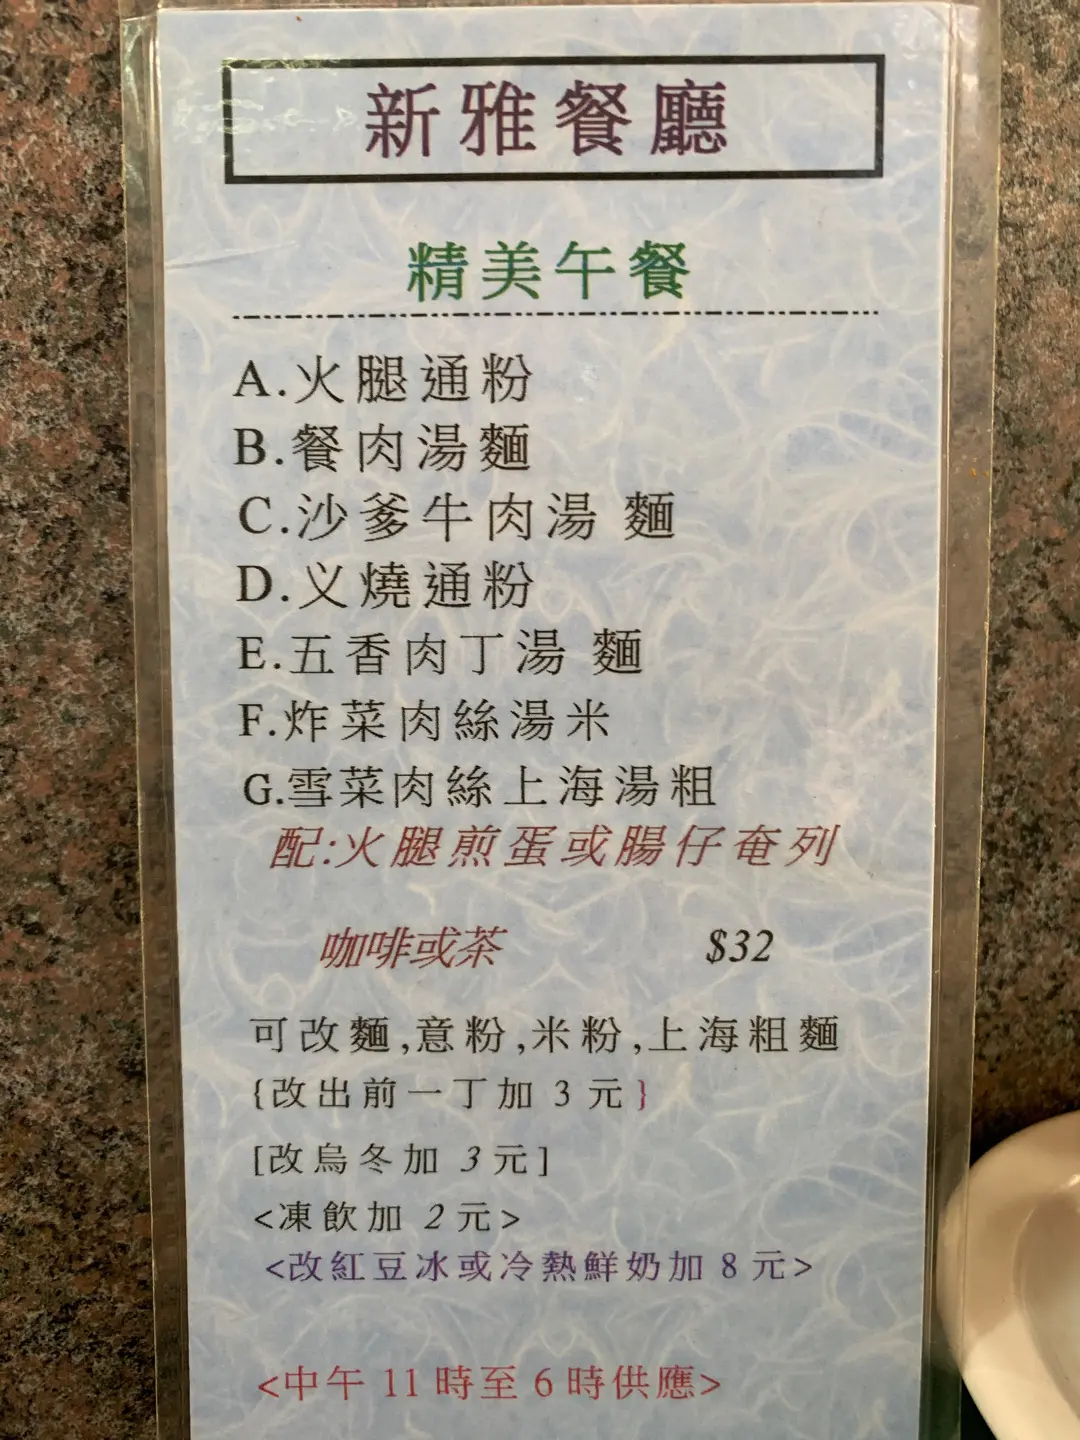 新雅餐廳
精美午餐
A.火腿通粉
B.餐肉湯麵
C.沙爹牛肉湯 麵
D.义燒通粉
E.五香肉丁湯 麵
F.炸菜肉絲湯米
G.雪菜肉絲上海湯粗
配:火腿煎蛋或腸仔奄列
咖啡或茶 $32
可改麵,意粉,米粉,上海粗麵
{改出前一丁加 3 元}
[改烏冬加 3 元]
<凍飲加 2 元>
<改紅豆冰或冷熱鮮奶加 8 元>
<中午 11 時至 6 時供應>